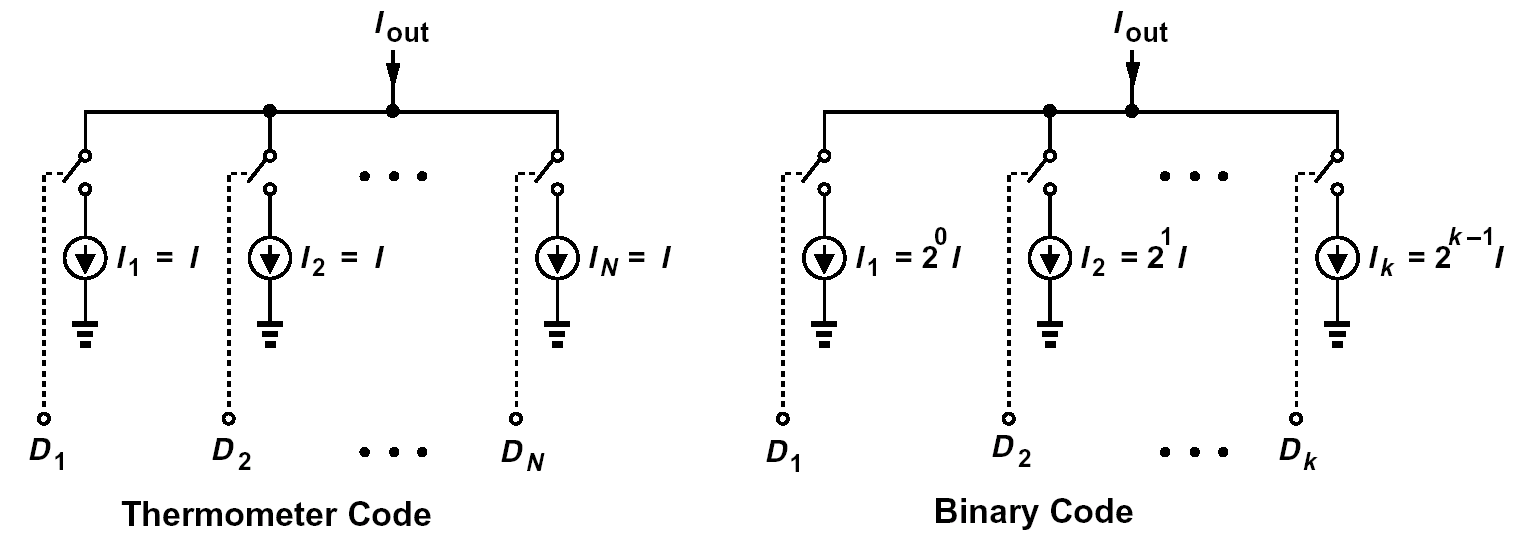 Iout
I1 = I
I2 = I
• • •
IN = I
D1
D2
• • •
DN
Thermometer Code
Iout
I1 = 2^0 I
I2 = 2^1 I
• • •
Ik = 2^k−1 I
D1
D2
• • •
Dk
Binary Code